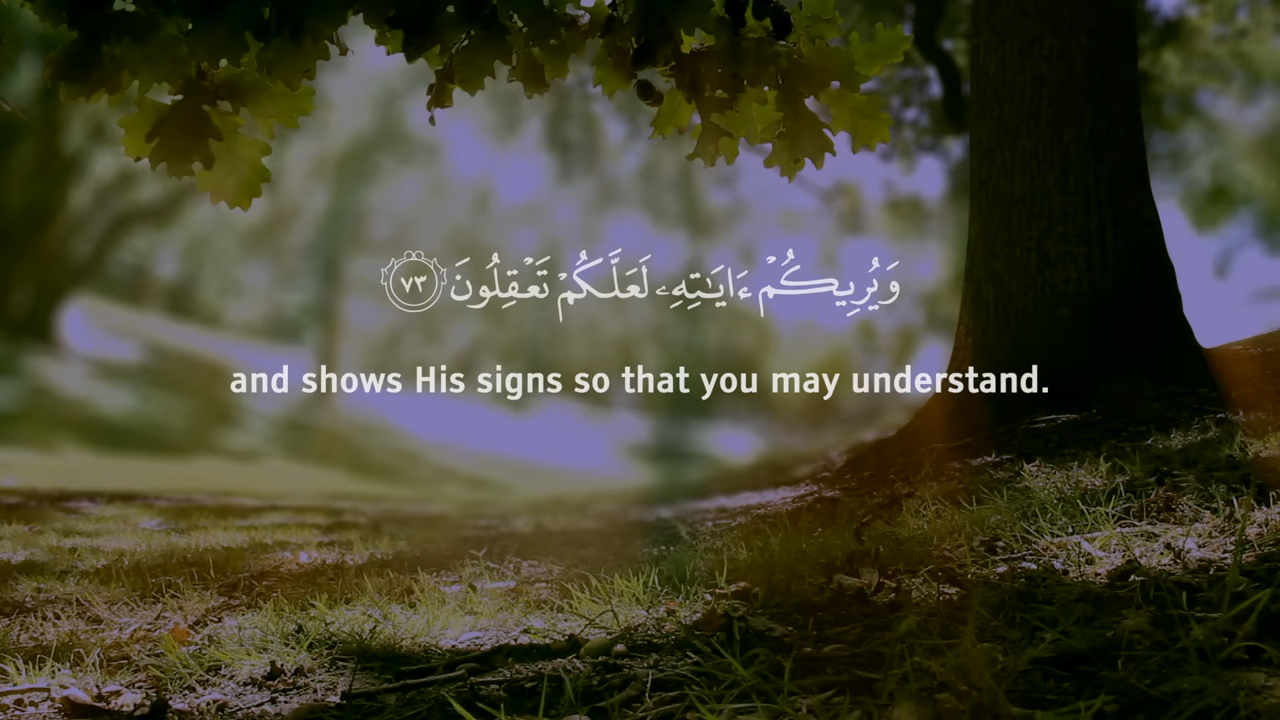 وَيُرِيكُمْ ءَايَـٰتِهِۦ لَعَلَّكُمْ تَعْقِلُونَ ٧٣
and shows His signs so that you may understand.